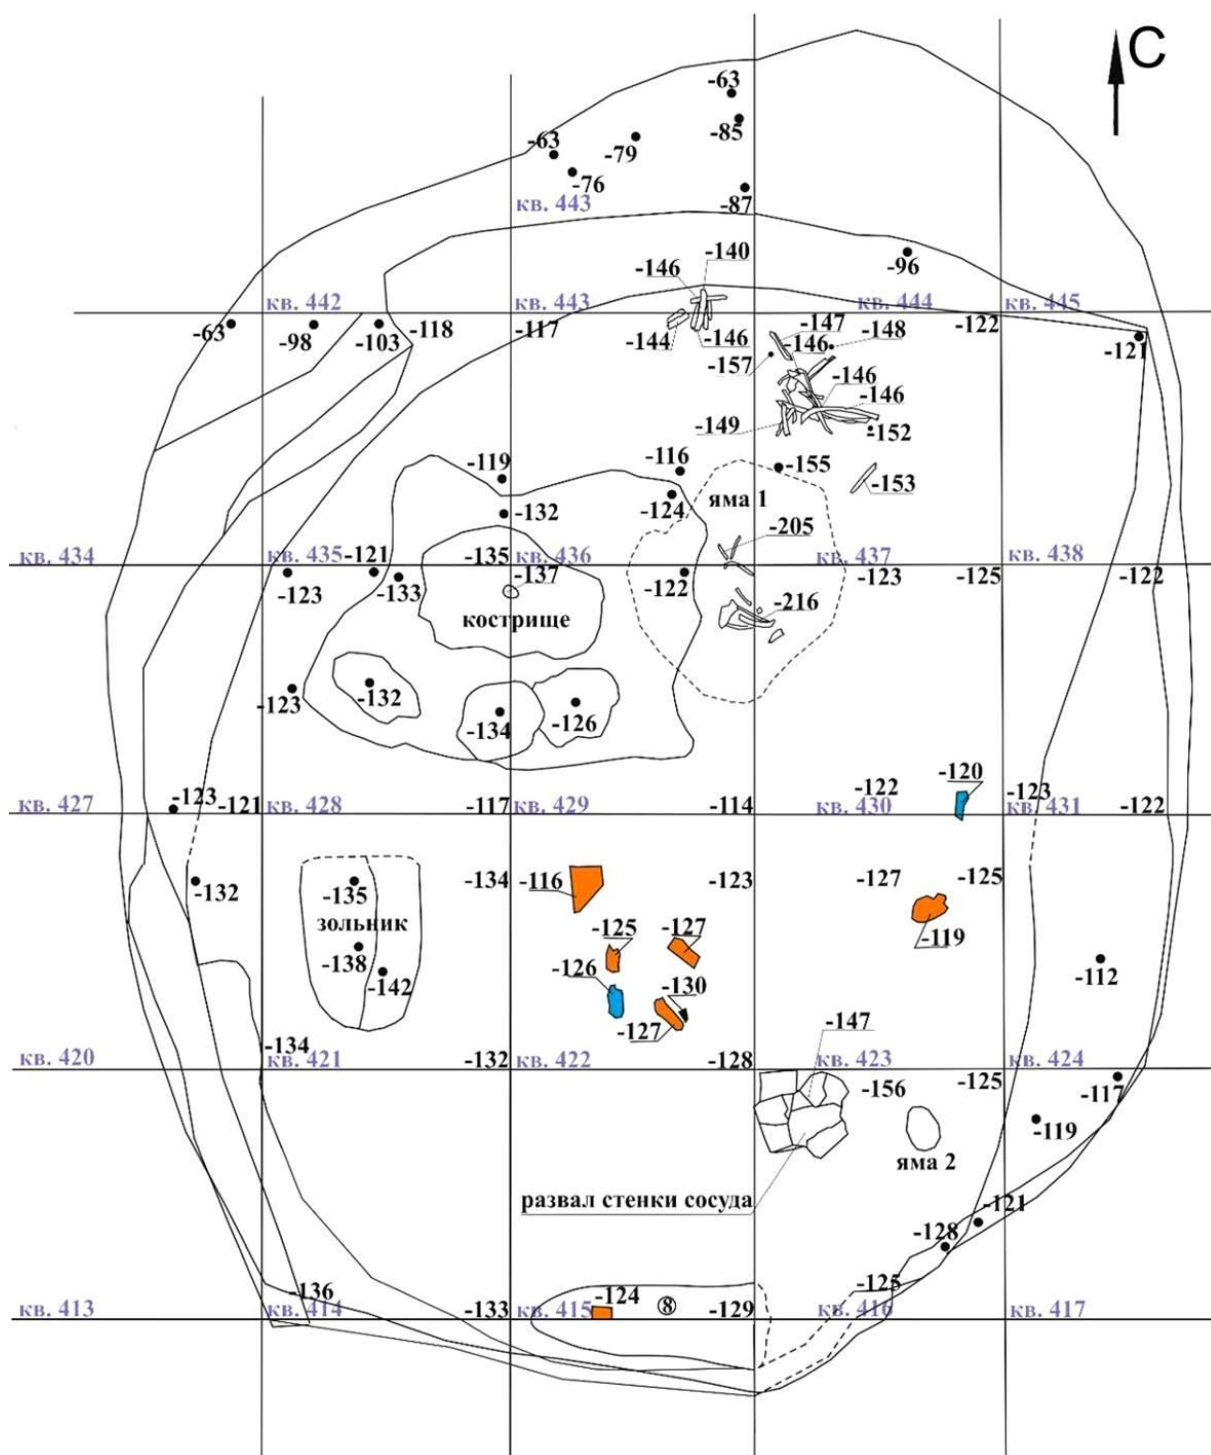 С
-63
-85
-79
-63
-76
-87
кв. 443
-96
-140
-146
кв. 442
кв. 443
кв. 444
кв. 445
-63
-98
-103
-118
-117
-144
-146
-147
-148
-122
-121
-146
-157
-146
-146
-149
-152
-119
-116
-155
-153
яма 1
-124
-132
-205
кв. 434
кв. 435
-121
-135
кв. 436
кв. 437
кв. 438
-137
-123
-133
-122
-123
-125
-122
кострище
-216
-123
-132
-134
-126
-122
-120
-123
кв. 427
-123
-121
кв. 428
-117
кв. 429
-114
кв. 430
кв. 431
-122
-132
-135
-134
-116
-123
-127
-125
зольник
-125
-127
-119
-138
-142
-126
-130
-112
-127
-147
-134
кв. 420
кв. 421
-132
кв. 422
-128
кв. 423
кв. 424
-156
-125
-117
-119
яма 2
развал стенки сосуда
-121
-128
-136
-124
8
-125
кв. 413
кв. 414
-133
кв. 415
-129
кв. 416
кв. 417